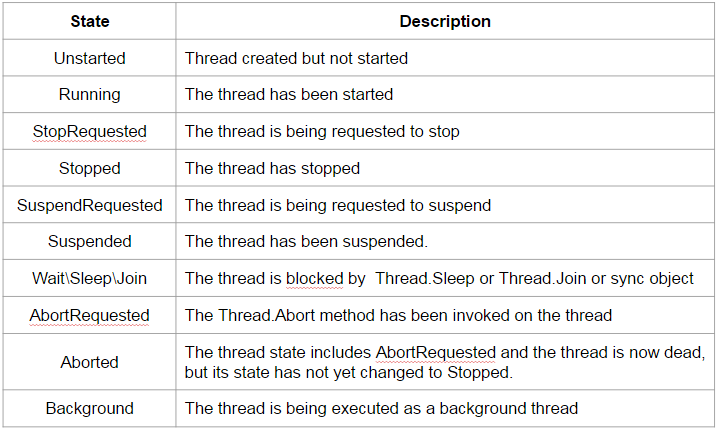 State Description
Unstarted Thread created but not started
Running The thread has been started
StopRequested The thread is being requested to stop
Stopped The thread has stopped
SuspendRequested The thread is being requested to suspend
Suspended The thread has been suspended.
Wait\Sleep\Join The thread is blocked by  Thread.Sleep or Thread.Join or sync object
AbortRequested The Thread.Abort method has been invoked on the thread
Aborted The thread state includes AbortRequested and the thread is now dead,
but its state has not yet changed to Stopped.
Background The thread is being executed as a background thread